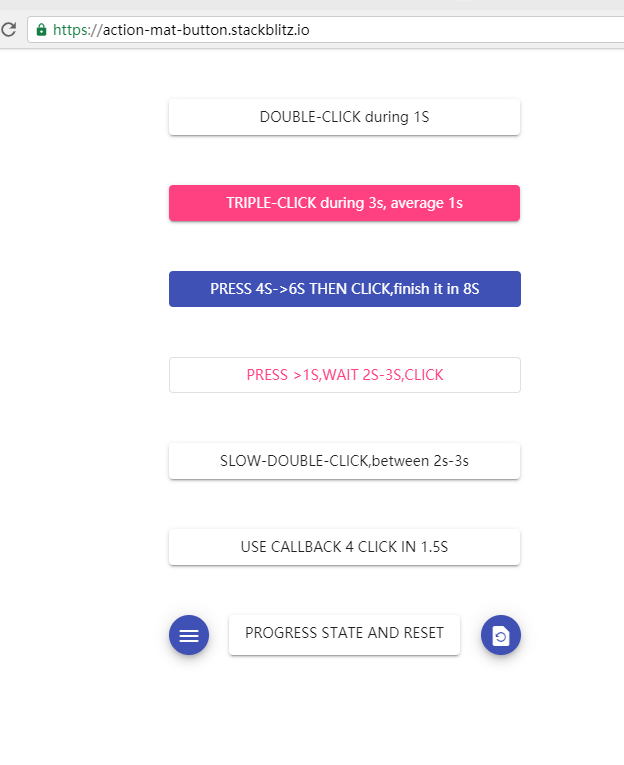 https://action-mat-button.stackblitz.io
DOUBLE-CLICK during 1S
TRIPLE-CLICK during 3s, average 1s
PRESS 4S->6S THEN CLICK,finish it in 8S
PRESS >1S,WAIT 2S-3S,CLICK
SLOW-DOUBLE-CLICK,between 2s-3s
USE CALLBACK 4 CLICK IN 1.5S
PROGRESS STATE AND RESET